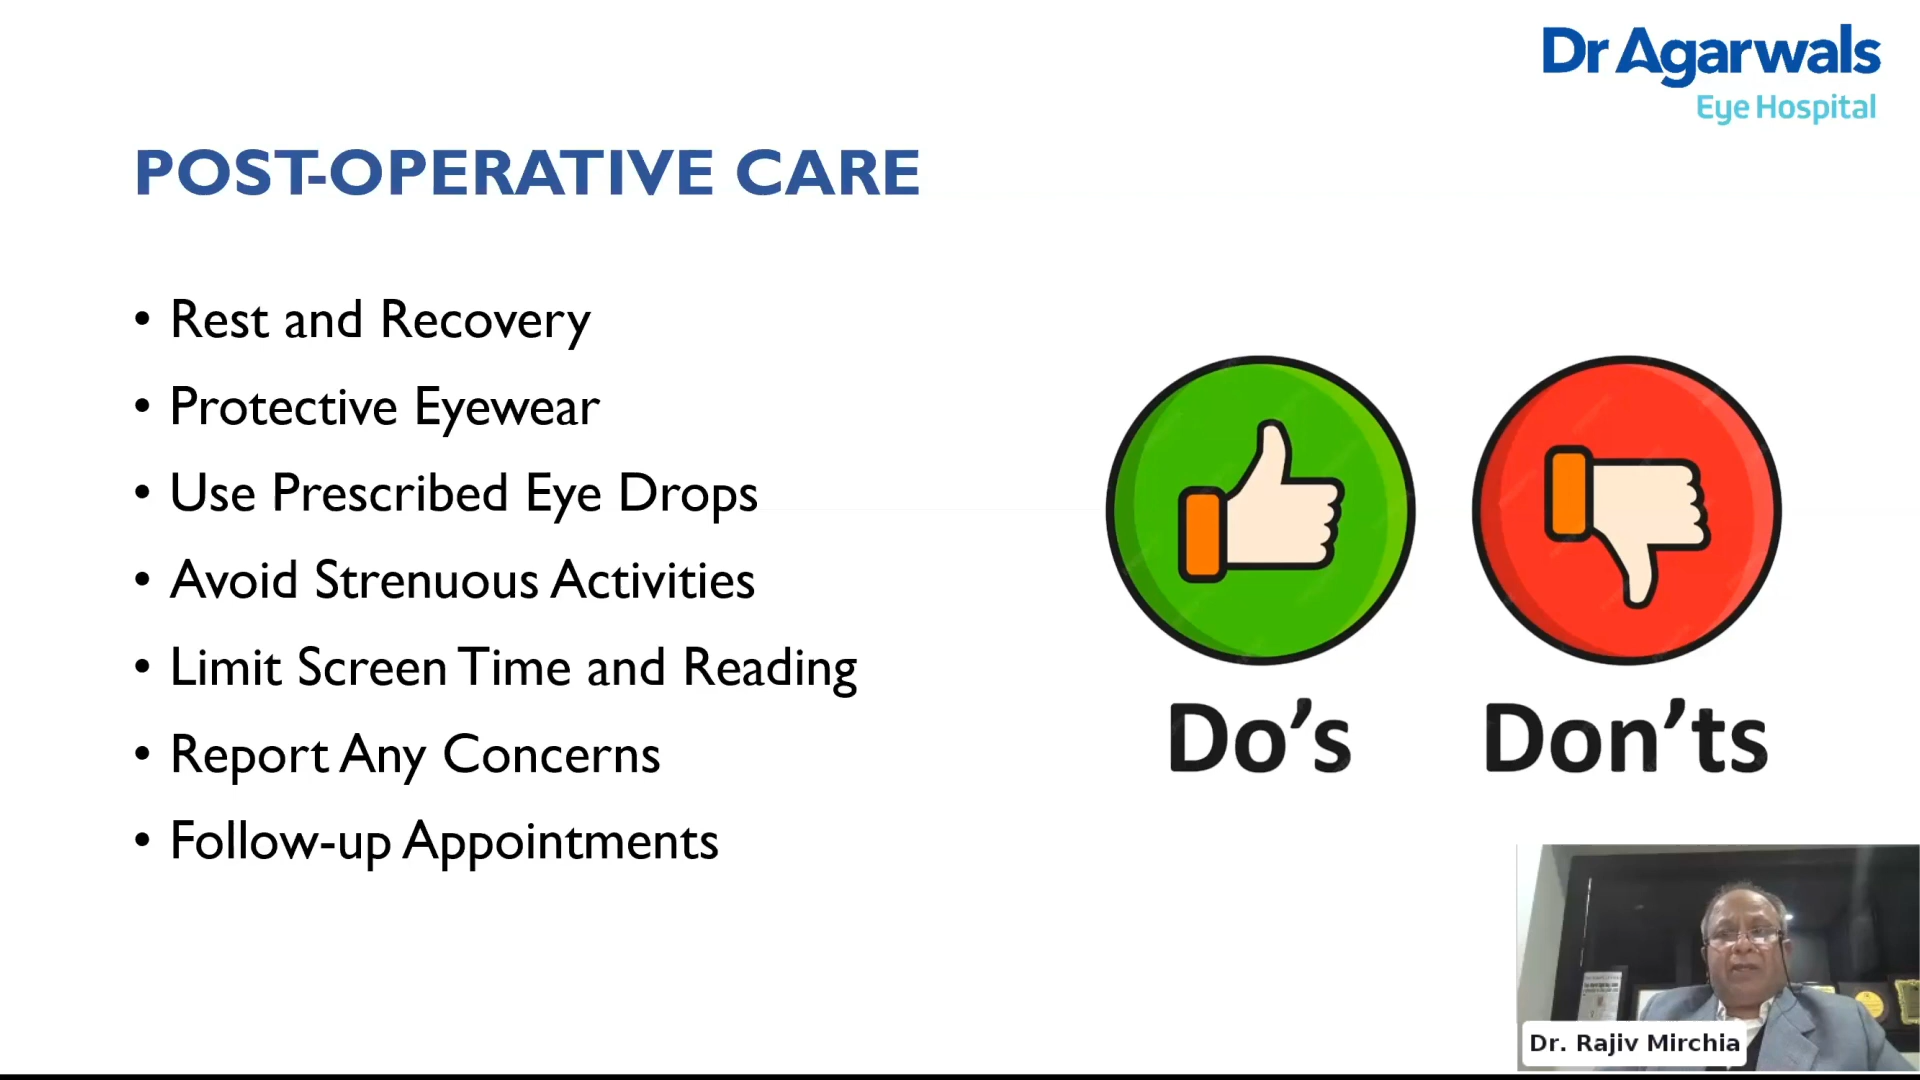 Dr Agarwals
Eye Hospital
POST-OPERATIVE CARE
• Rest and Recovery
• Protective Eyewear
• Use Prescribed Eye Drops
• Avoid Strenuous Activities
• Limit Screen Time and Reading
• Report Any Concerns
• Follow-up Appointments
Do's
Don'ts
Dr. Rajiv Mirchia